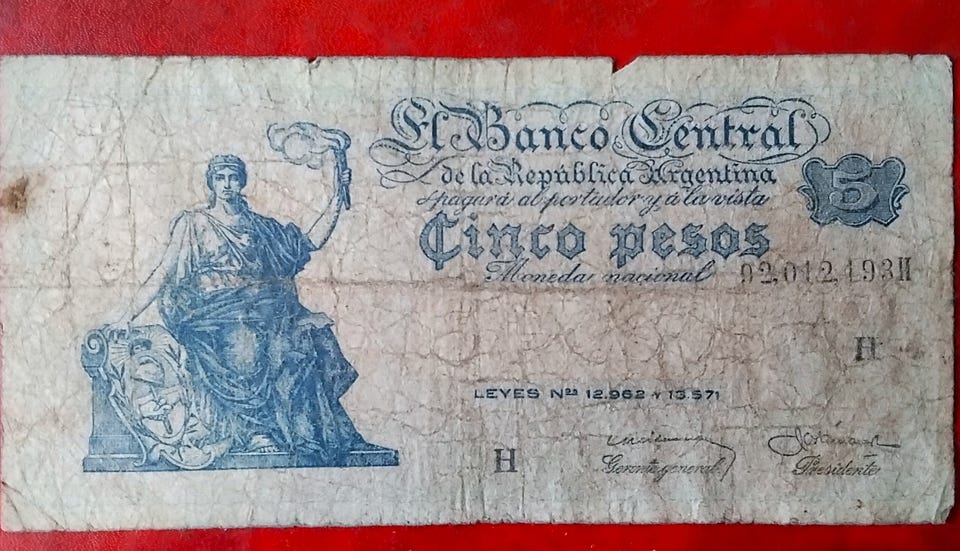 El Banco Central
de la República Argentina
pagará al portador y á la vista
5
Cinco pesos
Moneda nacional
92,012,193H
H
LEYES Nos 12.962 Y 13.571
H
Gerente general
Presidente